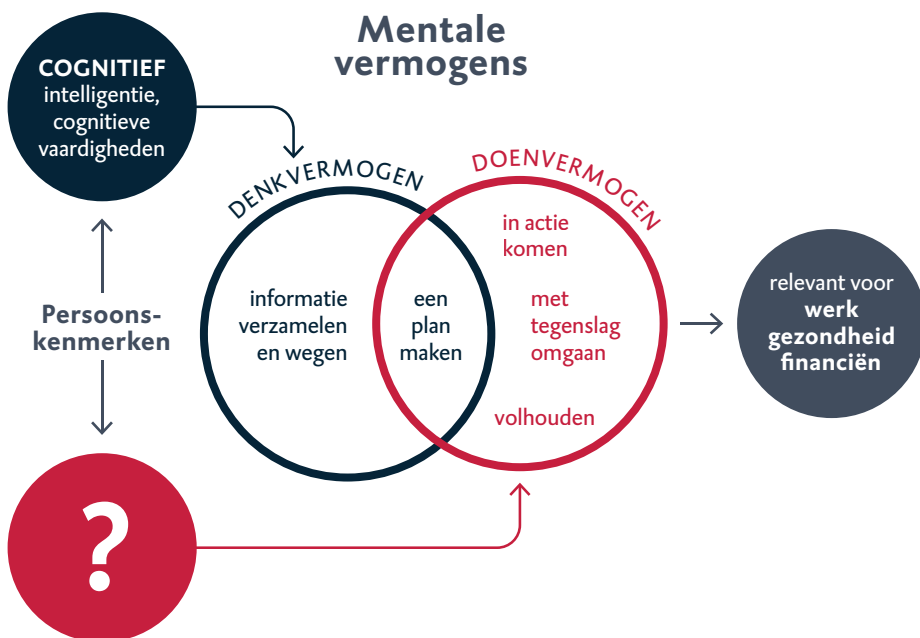 Mentale
vermogens
COGNITIEF
intelligentie,
cognitieve
vaardigheden
Persoons-
kenmerken
?
DENKVERMOGEN
informatie
verzamelen
en wegen
een
plan
maken
DOENVERMOGEN
in actie
komen
met
tegenslag
omgaan
volhouden
relevant voor
werk
gezondheid
financiën